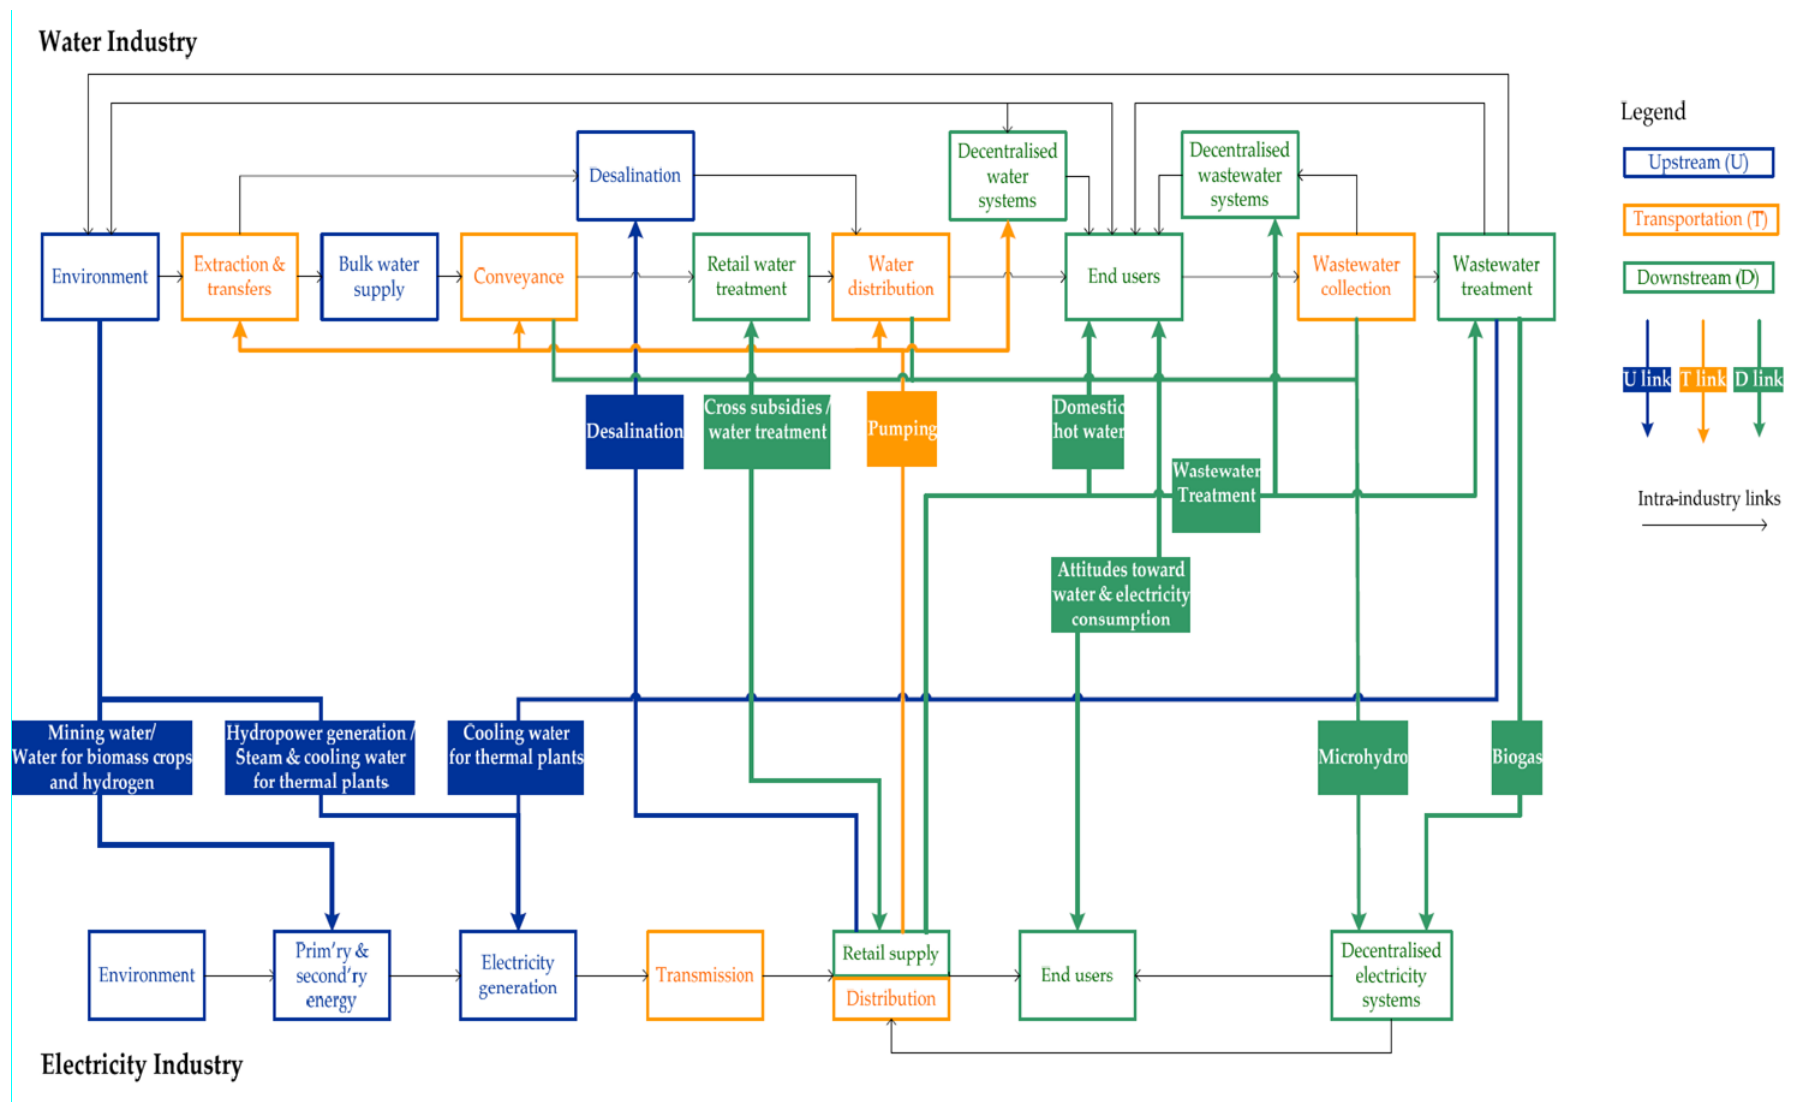 Water Industry
Legend
Decentralised
water
systems
Decentralised
wastewater
systems
Desalination
Upstream (U)
Transportation (T)
Downstream (D)
Environment
Extraction &
transfers
Bulk water
supply
Conveyance
Retail water
treatment
Water
distribution
End users
Wastewater
collection
Wastewater
treatment
U link
T link
D link
Desalination
Cross subsidies /
water treatment
Pumping
Domestic
hot water
Wastewater
Treatment
Intra-industry links
Attitudes toward
water & electricity
consumption
Mining water/
Water for biomass crops
and hydrogen
Hydropower generation /
Steam & cooling water
for thermal plants
Cooling water
for thermal plants
Microhydro
Biogas
Environment
Prim'ry &
second'ry
energy
Electricity
generation
Transmission
Retail supply
Distribution
End users
Decentralised
electricity
systems
Electricity Industry